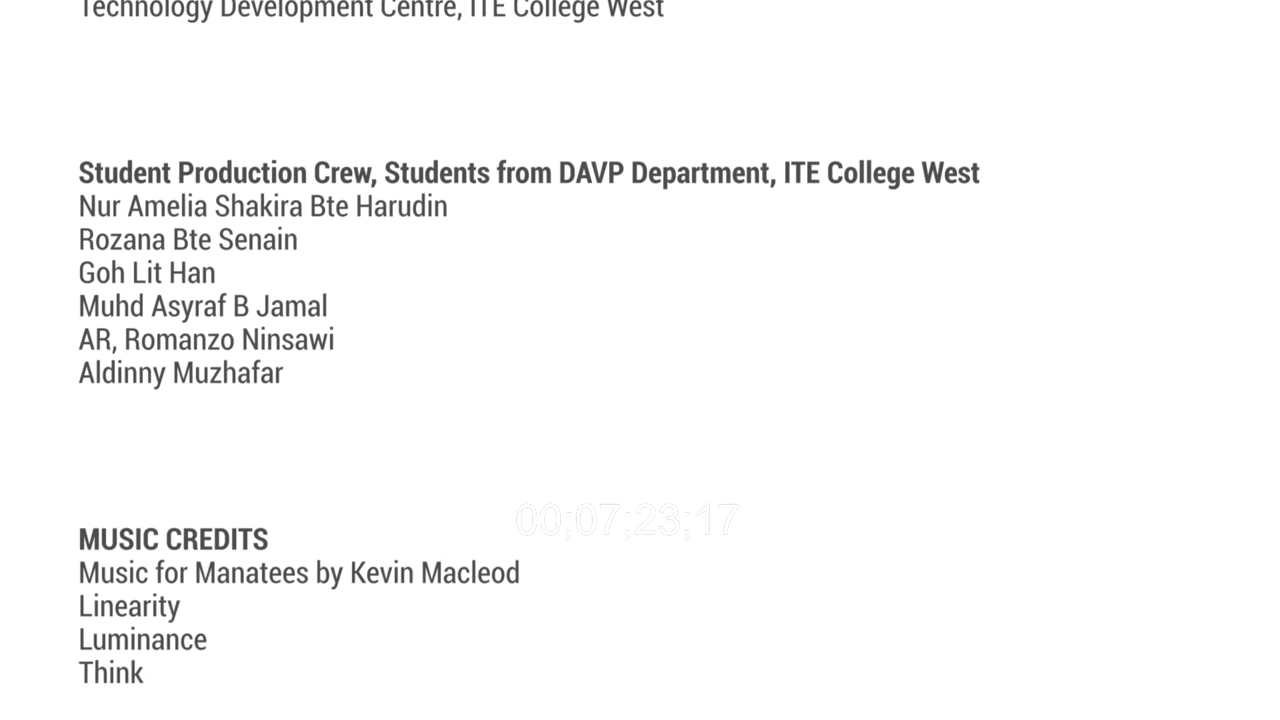 Technology Development Centre, ITE College West
Student Production Crew, Students from DAVP Department, ITE College West
Nur Amelia Shakira Bte Harudin
Rozana Bte Senain
Goh Lit Han
Muhd Asyraf B Jamal
AR, Romanzo Ninsawi
Aldinny Muzhafar
00;07;23;17
MUSIC CREDITS
Music for Manatees by Kevin Macleod
Linearity
Luminance
Think